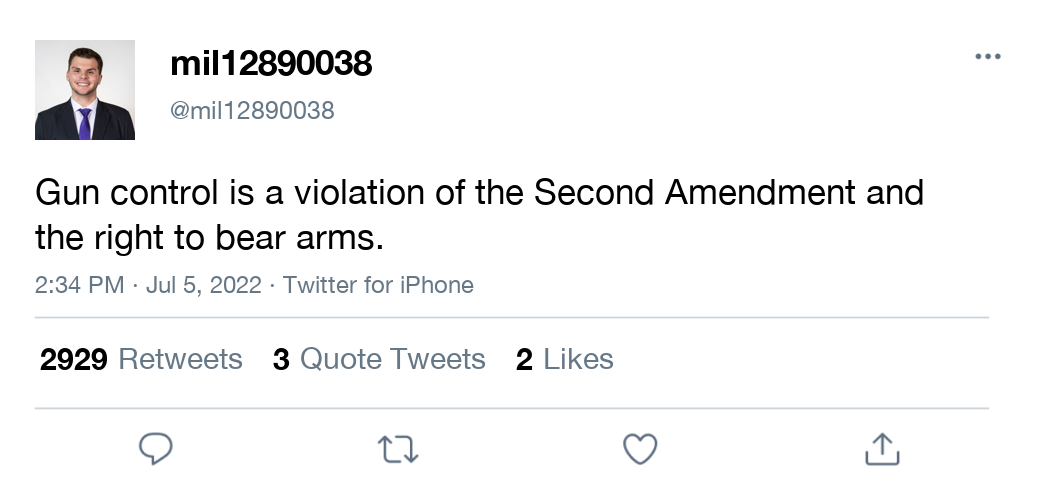 mil12890038
@mil12890038
Gun control is a violation of the Second Amendment and
the right to bear arms.
2:34 PM · Jul 5, 2022 · Twitter for iPhone
2929 Retweets 3 Quote Tweets 2 Likes